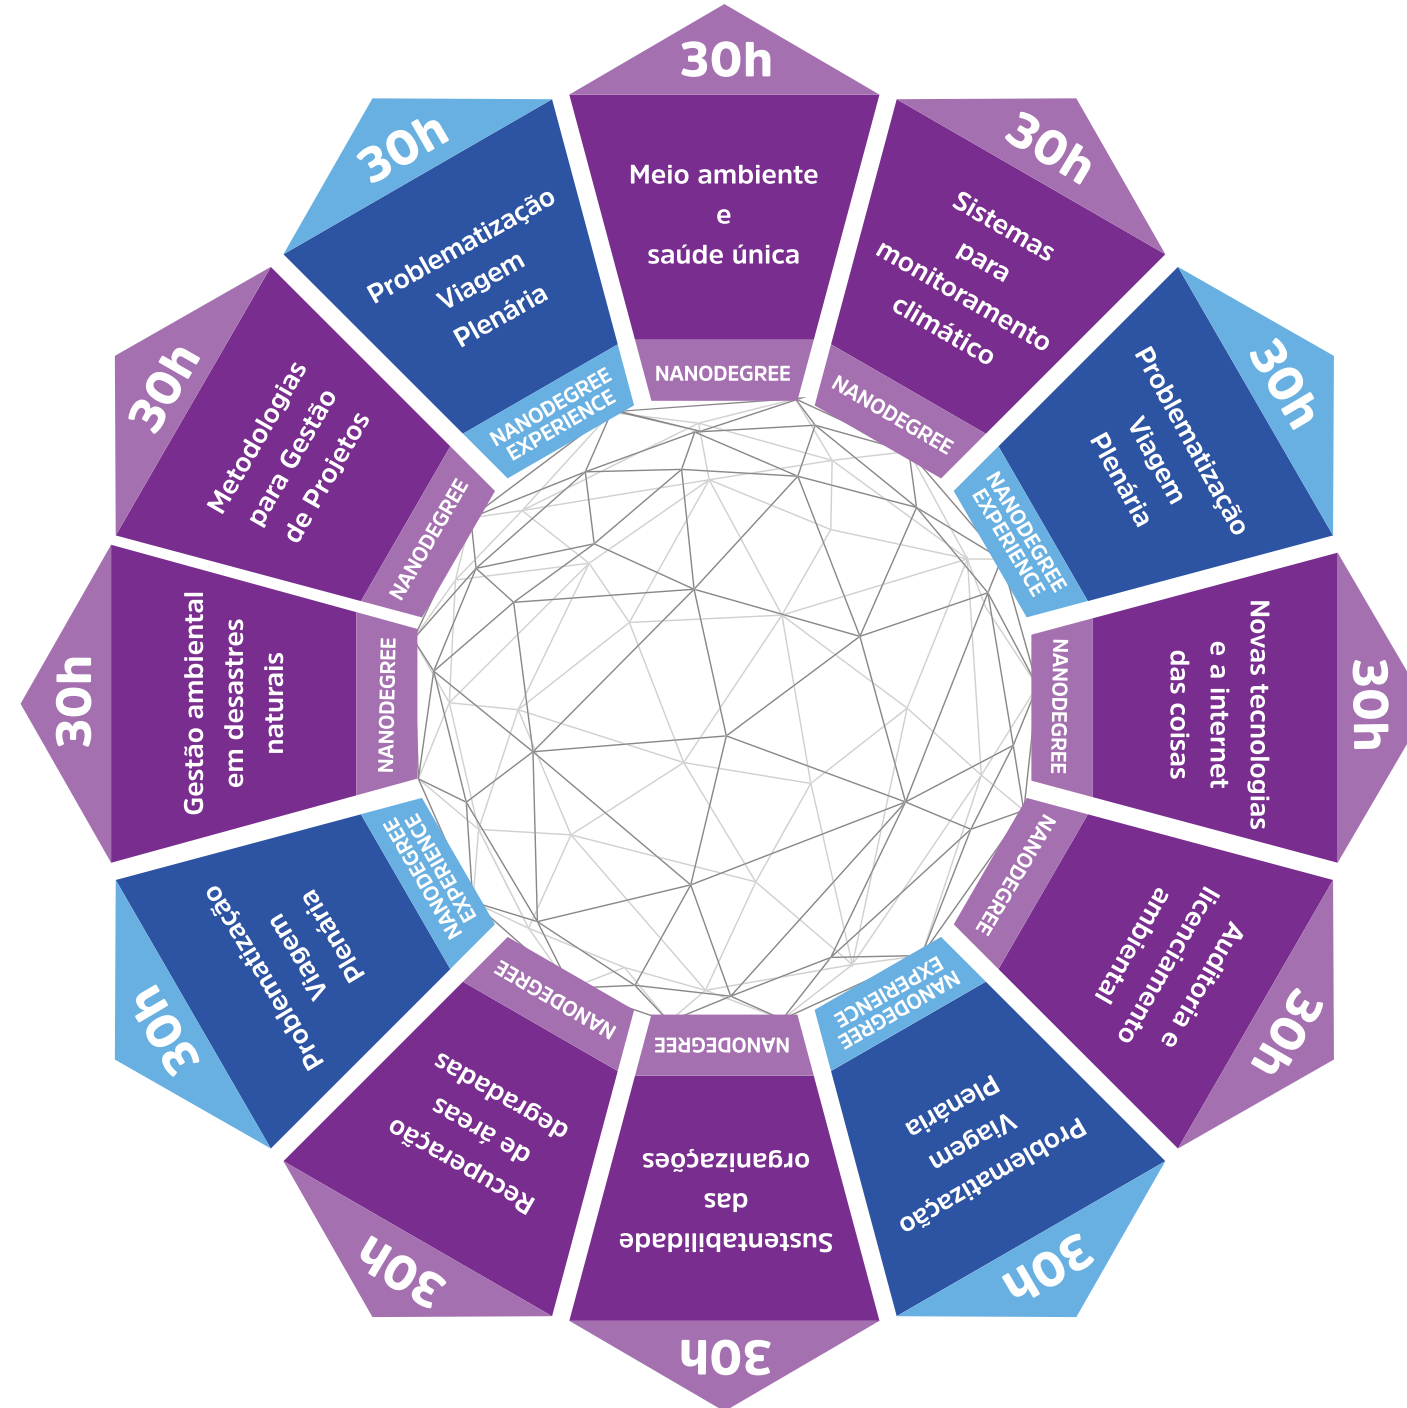 30h
Meio ambiente
e
saúde única
NANODEGREE
30h
Sistemas
para
monitoramento
climático
NANODEGREE
30h
Problematização
Viagem
Plenária
NANODEGREE
EXPERIENCE
30h
Novas tecnologias
e a internet
das coisas
NANODEGREE
30h
Auditoria e
licenciamento
ambiental
NANODEGREE
30h
Problematização
Viagem
Plenária
NANODEGREE
EXPERIENCE
30h
Sustentabilidade
das
organizações
NANODEGREE
30h
Recuperação
de áreas
degradadas
NANODEGREE
30h
Problematização
Viagem
Plenária
NANODEGREE
EXPERIENCE
30h
Gestão ambiental
em desastres
naturais
NANODEGREE
30h
Metodologias
para Gestão
de Projetos
NANODEGREE
30h
Problematização
Viagem
Plenária
NANODEGREE
EXPERIENCE